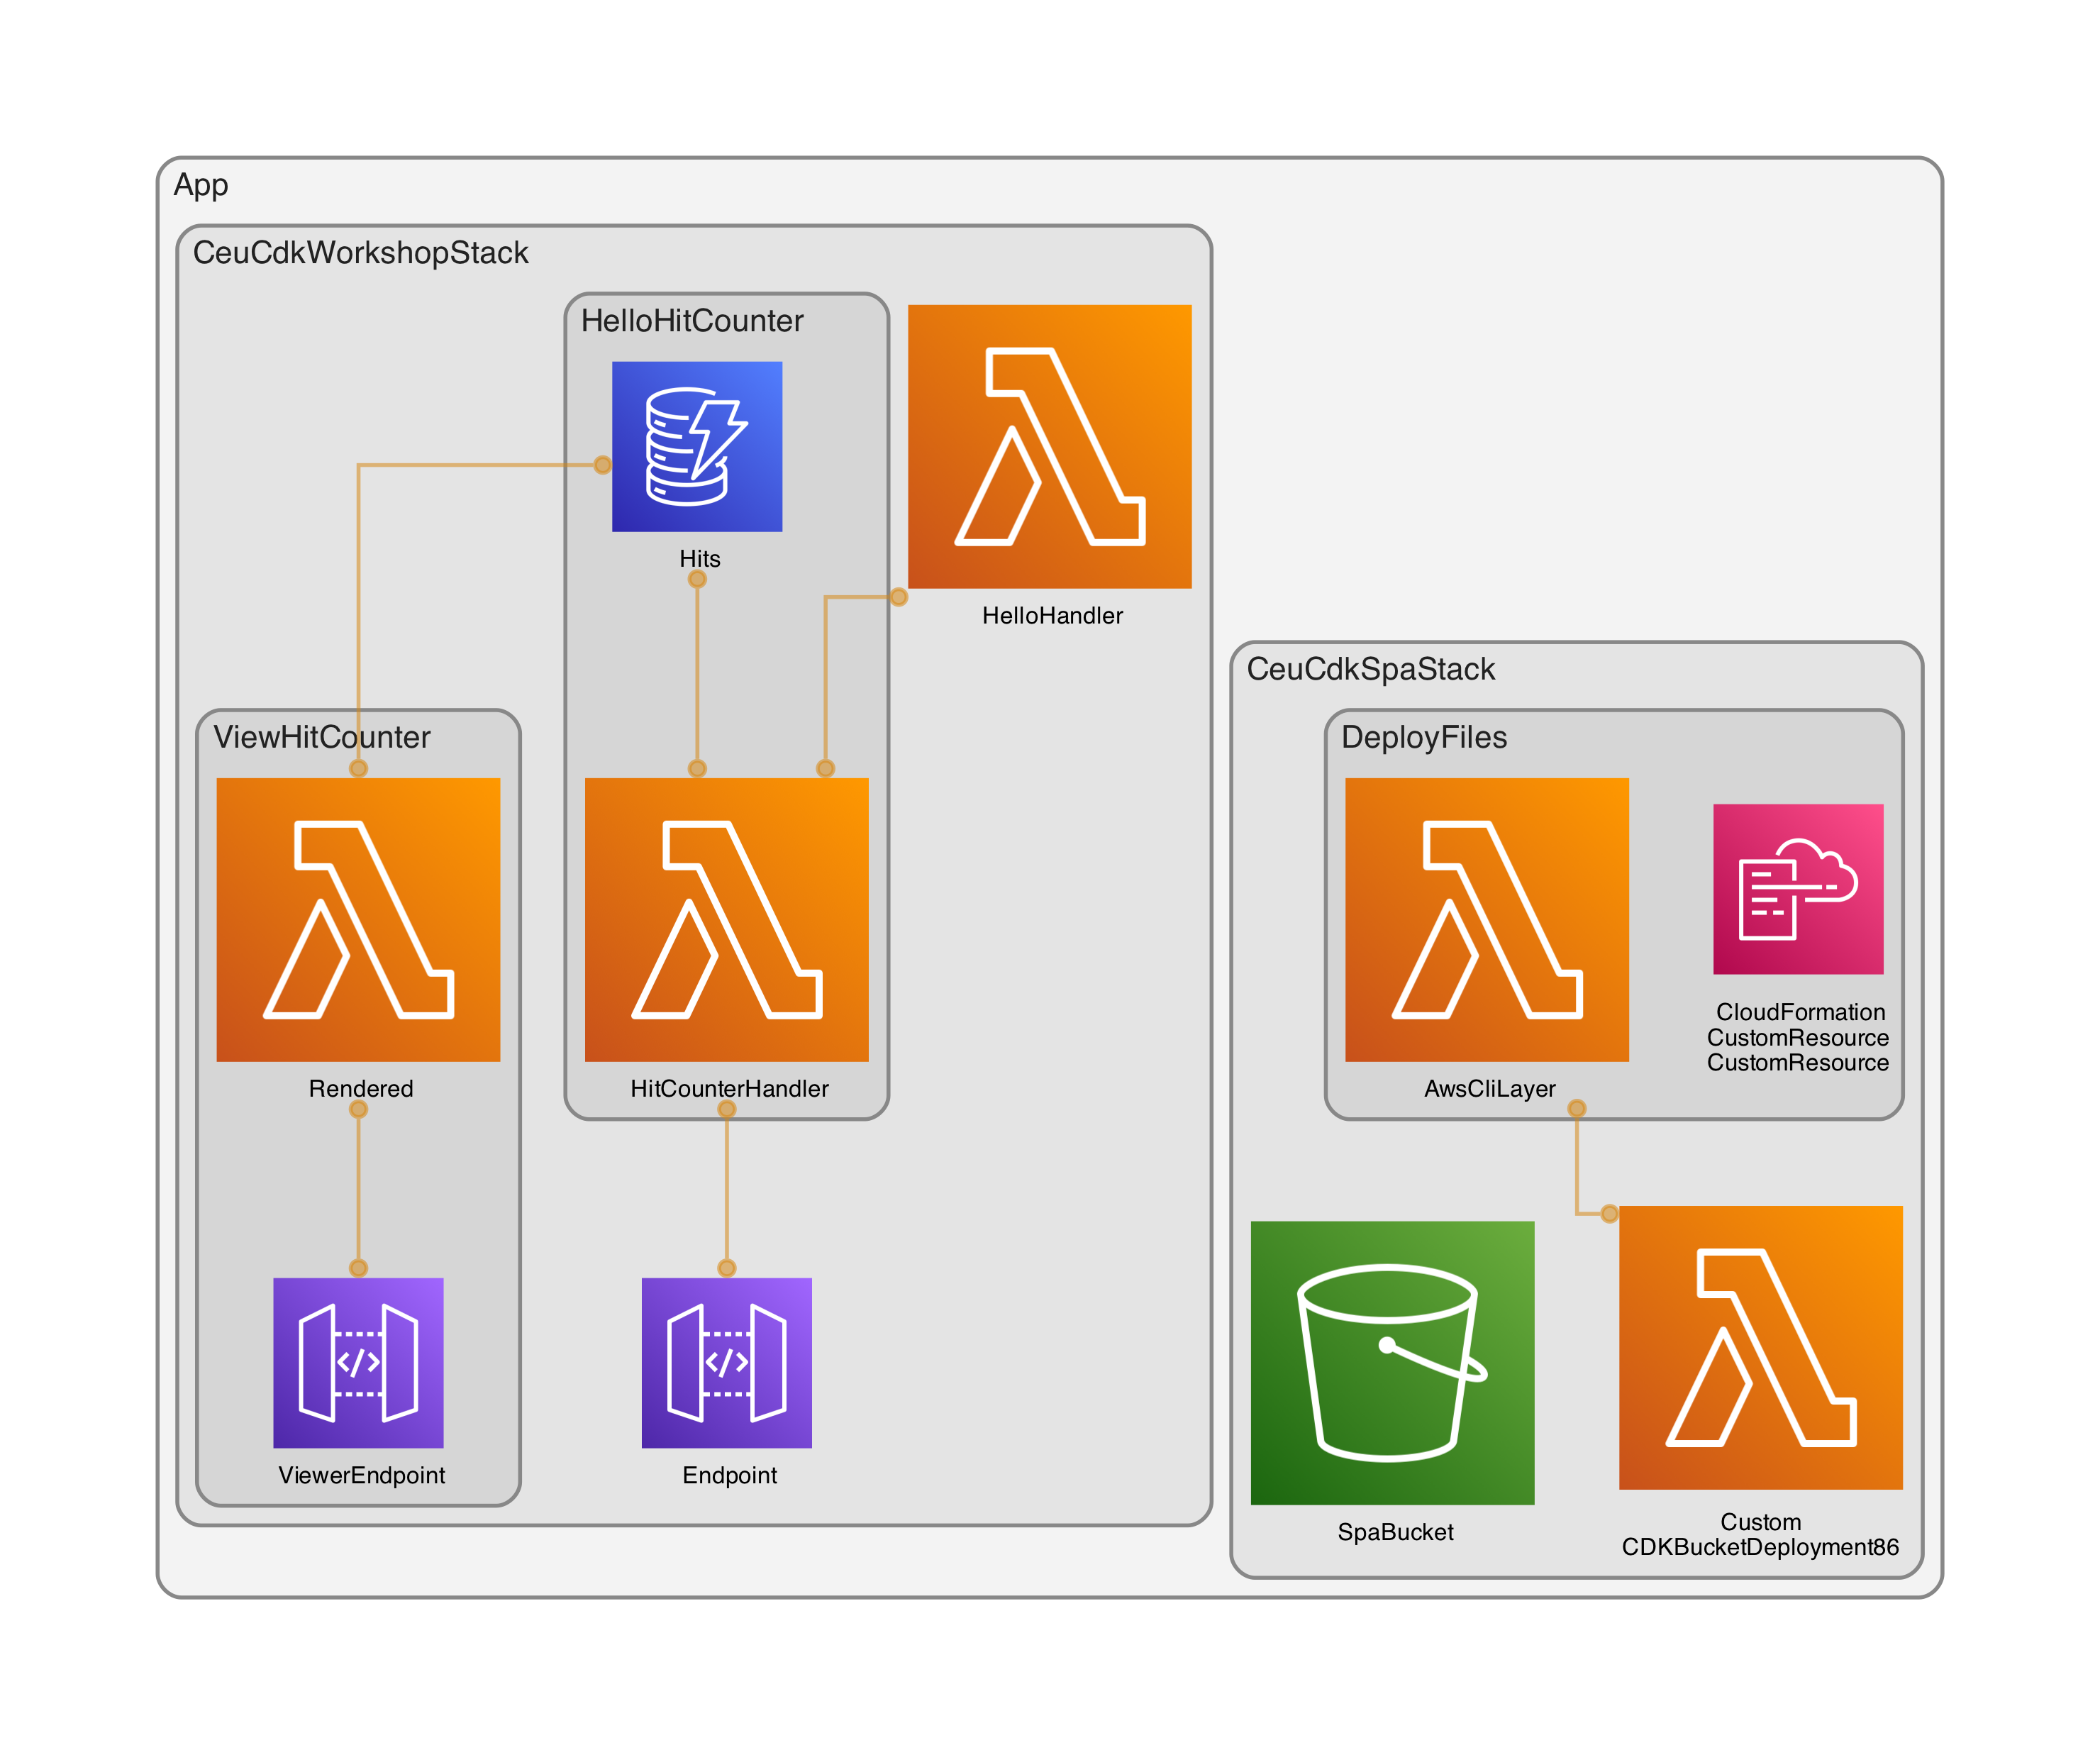 App
CeuCdkWorkshopStack
HelloHitCounter
Hits
HelloHandler
ViewHitCounter
Rendered
HitCounterHandler
ViewerEndpoint
Endpoint
CeuCdkSpaStack
DeployFiles
AwsCliLayer
CloudFormation
CustomResource
CustomResource
SpaBucket
Custom
CDKBucketDeployment86